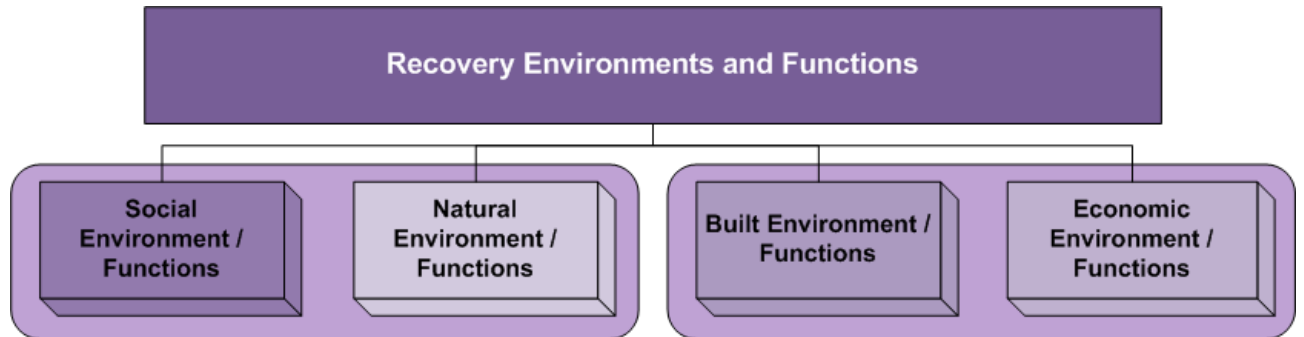 Recovery Environments and Functions
Social
Environment /
Functions
Natural
Environment /
Functions
Built Environment /
Functions
Economic
Environment /
Functions